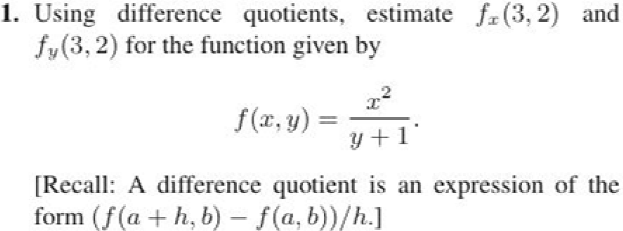 1. Using difference quotients, estimate f_x(3, 2) and
f_y(3, 2) for the function given by
f(x, y) = x^2 / (y + 1).
[Recall: A difference quotient is an expression of the
form (f(a + h, b) − f(a, b))/h.]